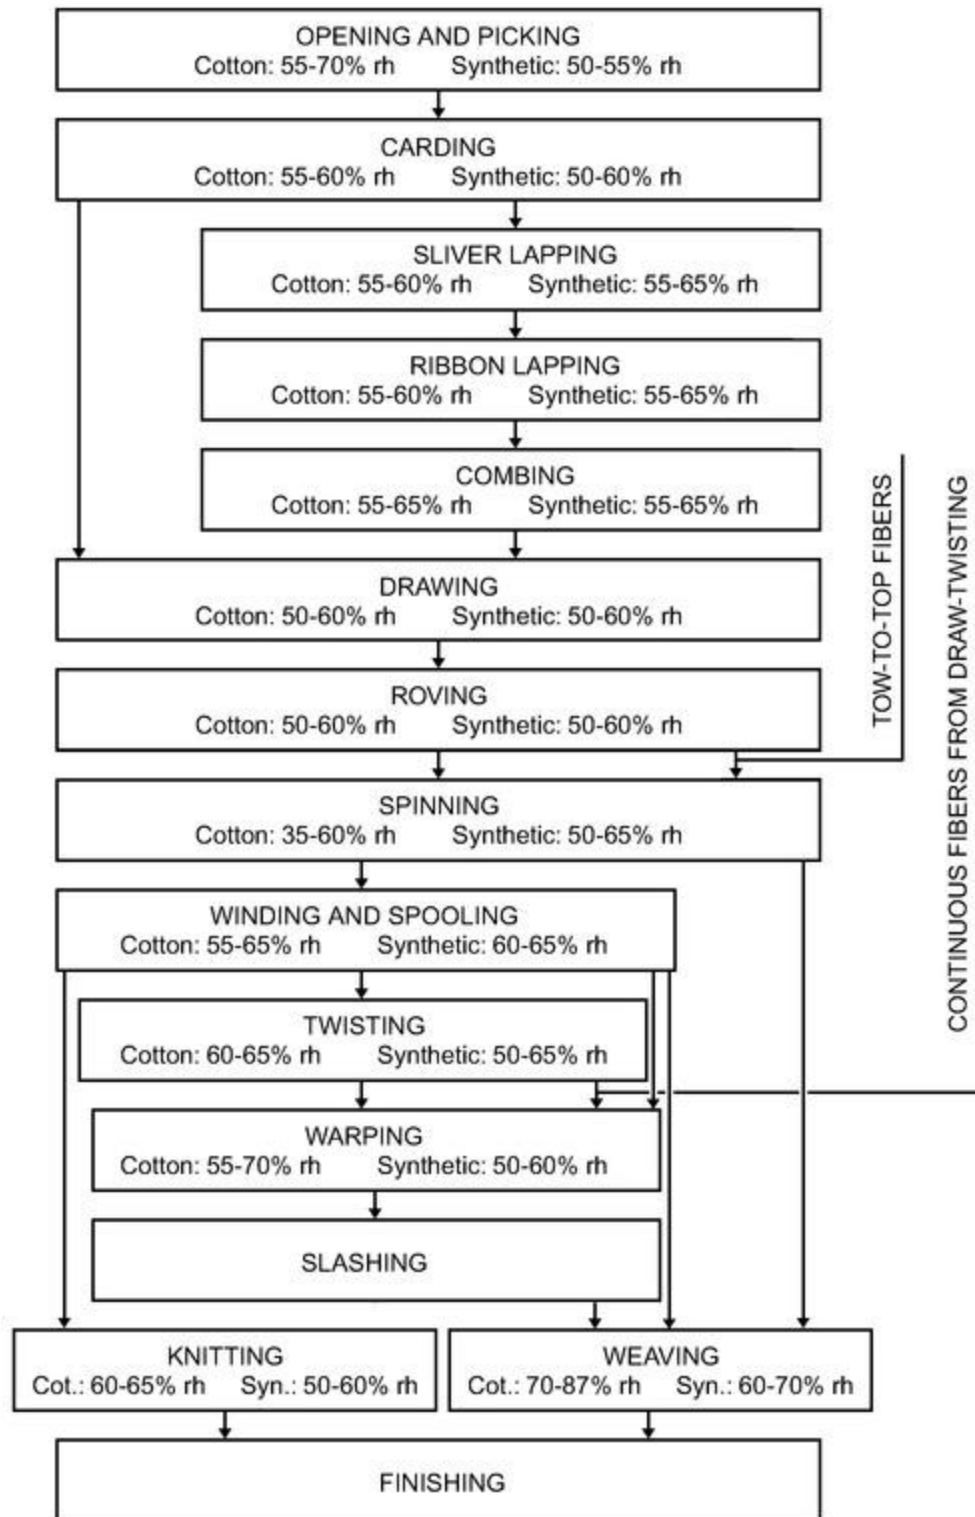 OPENING AND PICKING
Cotton: 55-70% rh Synthetic: 50-55% rh
CARDING
Cotton: 55-60% rh Synthetic: 50-60% rh
SLIVER LAPPING
Cotton: 55-60% rh Synthetic: 55-65% rh
RIBBON LAPPING
Cotton: 55-60% rh Synthetic: 55-65% rh
COMBING
Cotton: 55-65% rh Synthetic: 55-65% rh
DRAWING
Cotton: 50-60% rh Synthetic: 50-60% rh
ROVING
Cotton: 50-60% rh Synthetic: 50-60% rh
TOW-TO-TOP FIBERS
CONTINUOUS FIBERS FROM DRAW-TWISTING
SPINNING
Cotton: 35-60% rh Synthetic: 50-65% rh
WINDING AND SPOOLING
Cotton: 55-65% rh Synthetic: 60-65% rh
TWISTING
Cotton: 60-65% rh Synthetic: 50-65% rh
WARPING
Cotton: 55-70% rh Synthetic: 50-60% rh
SLASHING
KNITTING
Cot.: 60-65% rh Syn.: 50-60% rh
WEAVING
Cot.: 70-87% rh Syn.: 60-70% rh
FINISHING